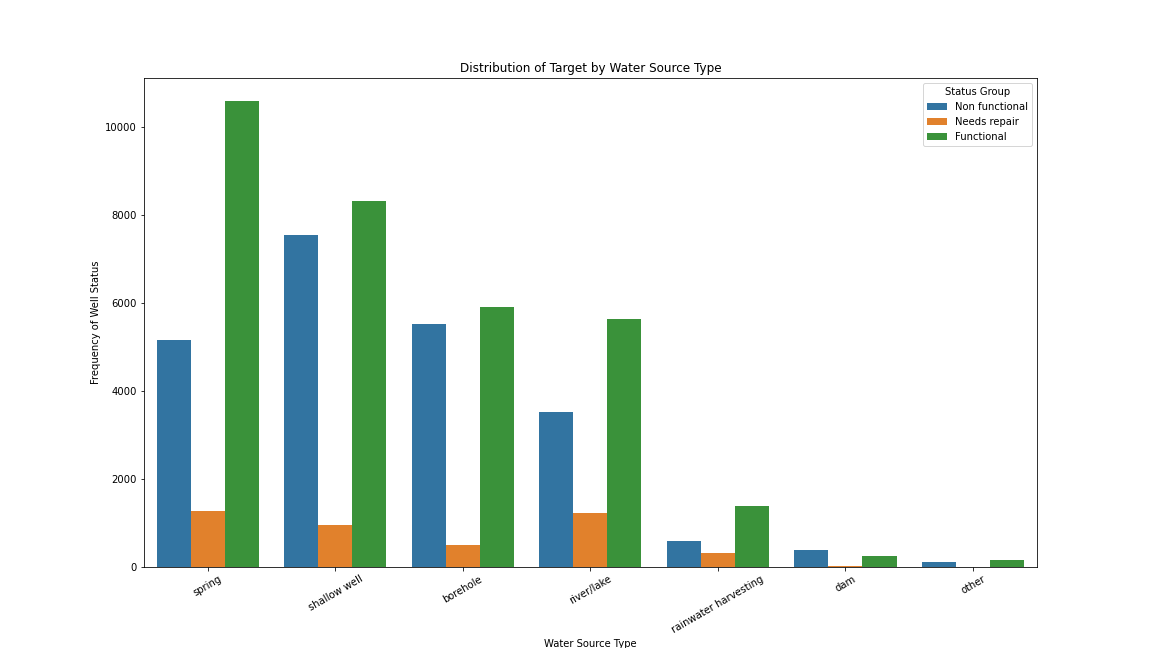 Distribution of Target by Water Source Type
Status Group
Non functional
Needs repair
Functional
Frequency of Well Status
10000
8000
6000
4000
2000
0
spring
shallow well
borehole
river/lake
rainwater harvesting
dam
other
Water Source Type